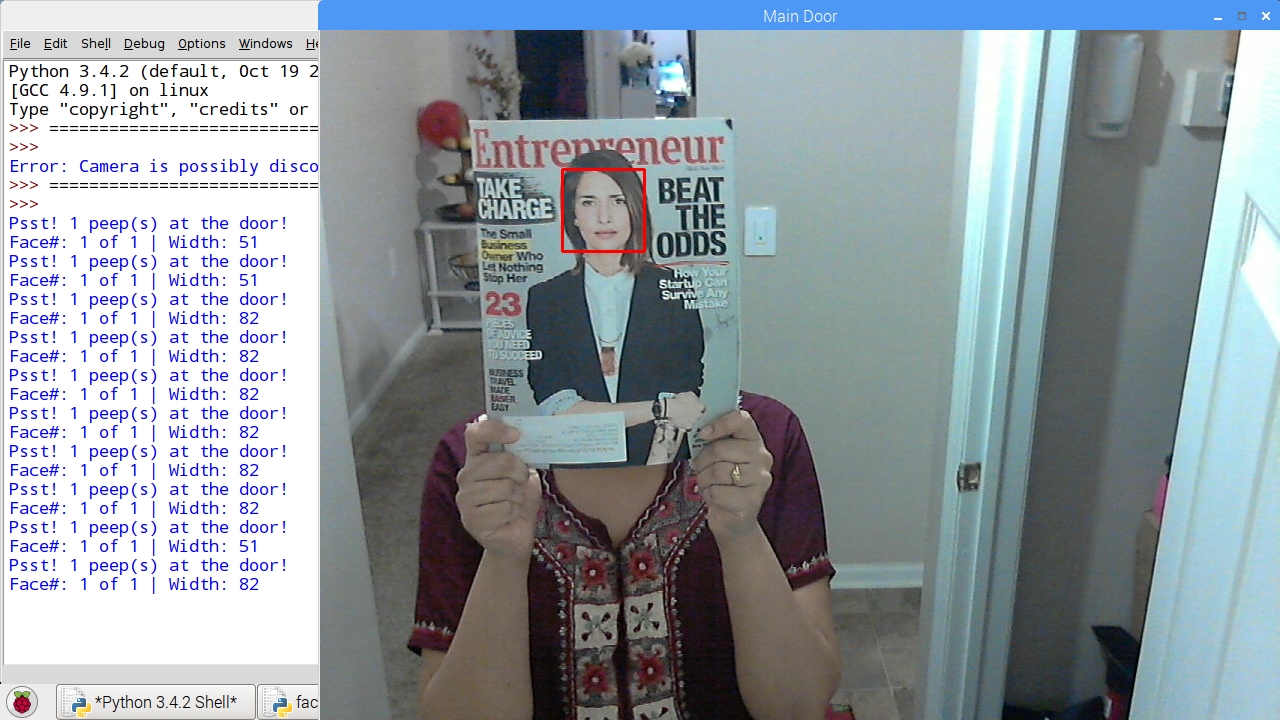 Main Door
File Edit Shell Debug Options Windows He
Python 3.4.2 (default, Oct 19 2
[GCC 4.9.1] on linux
Type "copyright", "credits" or
>>> ===========================
>>>
Error: Camera is possibly disco
>>> ===========================
>>>
Psst! 1 peep(s) at the door!
Face#: 1 of 1 | Width: 51
Psst! 1 peep(s) at the door!
Face#: 1 of 1 | Width: 51
Psst! 1 peep(s) at the door!
Face#: 1 of 1 | Width: 82
Psst! 1 peep(s) at the door!
Face#: 1 of 1 | Width: 82
Psst! 1 peep(s) at the door!
Face#: 1 of 1 | Width: 82
Psst! 1 peep(s) at the door!
Face#: 1 of 1 | Width: 82
Psst! 1 peep(s) at the door!
Face#: 1 of 1 | Width: 82
Psst! 1 peep(s) at the door!
Face#: 1 of 1 | Width: 82
Psst! 1 peep(s) at the door!
Face#: 1 of 1 | Width: 51
Psst! 1 peep(s) at the door!
Face#: 1 of 1 | Width: 82
*Python 3.4.2 Shell*
fac
Entrepreneur
TAKE
CHARGE
The Small
Business
Owner Who
Let Nothing
Stop Her
23
PIECES
OF ADVICE
YOU NEED
TO SUCCEED
BUSINESS
TRAVEL
MADE
EASIER,
EASY
BEAT
THE
ODDS
How Your
Startup Can
Survive Any
Mistake